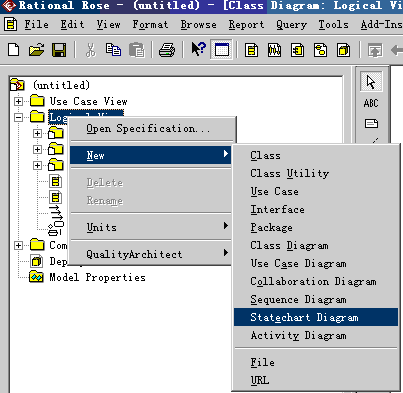 Rational Rose - (untitled) - [Class Diagram: Logical Vi
File Edit View Format Browse Report Query Tools Add-Ins
(untitled)
Use Case View
Open Specification...
New
Delete
Rename
Units
QualityArchitect
Class
Class Utility
Use Case
Interface
Package
Class Diagram
Use Case Diagram
Collaboration Diagram
Sequence Diagram
Statechart Diagram
Activity Diagram
File
URL
Com
Dep
Model Properties
ABC